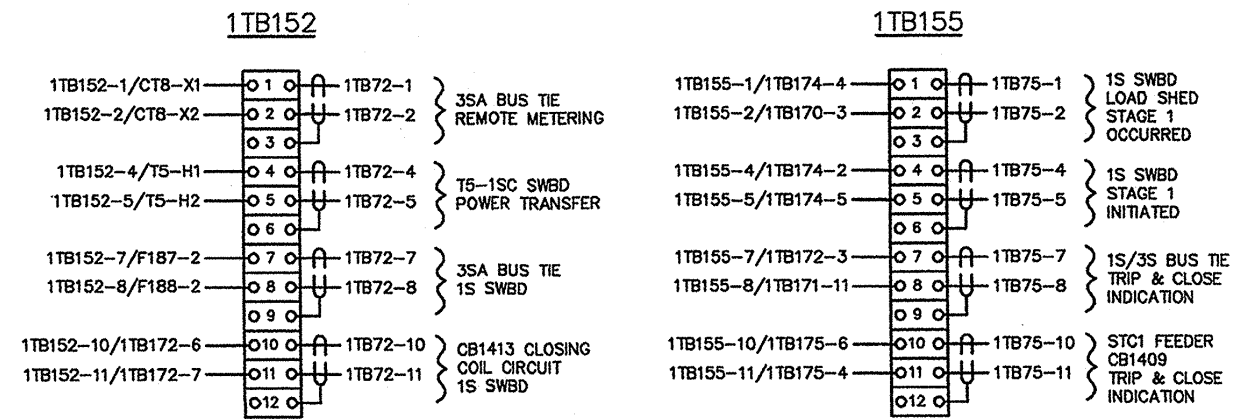 1TB152
1TB152-1/CT8-X1 1 1TB72-1
1TB152-2/CT8-X2 2 1TB72-2
3
3SA BUS TIE
REMOTE METERING
1TB152-4/T5-H1 4 1TB72-4
1TB152-5/T5-H2 5 1TB72-5
6
T5-1SC SWBD
POWER TRANSFER
1TB152-7/F187-2 7 1TB72-7
1TB152-8/F188-2 8 1TB72-8
9
3SA BUS TIE
1S SWBD
1TB152-10/1TB172-6 10 1TB72-10
1TB152-11/1TB172-7 11 1TB72-11
12
CB1413 CLOSING
COIL CIRCUIT
1S SWBD
1TB155
1TB155-1/1TB174-4 1 1TB75-1
1TB155-2/1TB170-3 2 1TB75-2
3
1S SWBD
LOAD SHED
STAGE 1
OCCURRED
1TB155-4/1TB174-2 4 1TB75-4
1TB155-5/1TB174-5 5 1TB75-5
6
1S SWBD
STAGE 1
INITIATED
1TB155-7/1TB172-3 7 1TB75-7
1TB155-8/1TB171-11 8 1TB75-8
9
1S/3S BUS TIE
TRIP & CLOSE
INDICATION
1TB155-10/1TB175-6 10 1TB75-10
1TB155-11/1TB175-4 11 1TB75-11
12
STC1 FEEDER
CB1409
TRIP & CLOSE
INDICATION